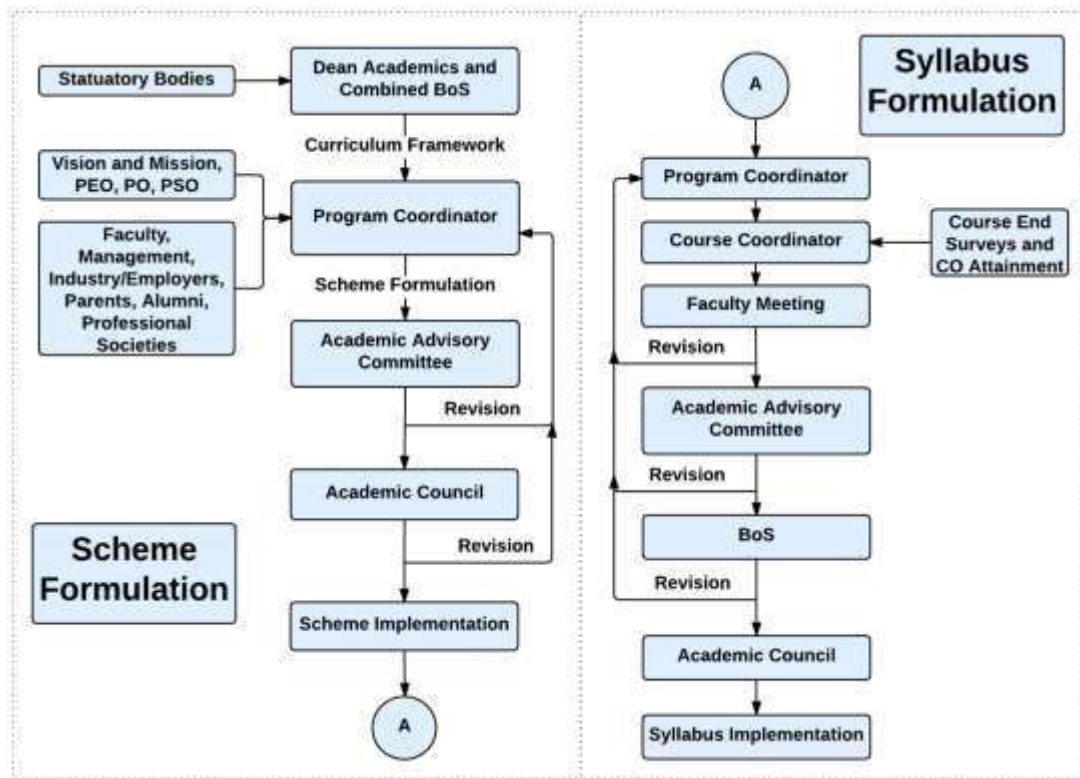 Statuatory Bodies
Dean Academics and
Combined BoS
Curriculum Framework
Vision and Mission,
PEO, PO, PSO
Program Coordinator
Faculty,
Management,
Industry/Employers,
Parents, Alumni,
Professional
Societies
Scheme Formulation
Academic Advisory
Committee
Revision
Academic Council
Revision
Scheme
Formulation
Scheme Implementation
A
Syllabus
Formulation
A
Program Coordinator
Course Coordinator
Course End
Surveys and
CO Attainment
Faculty Meeting
Revision
Academic Advisory
Committee
Revision
BoS
Revision
Academic Council
Syllabus Implementation